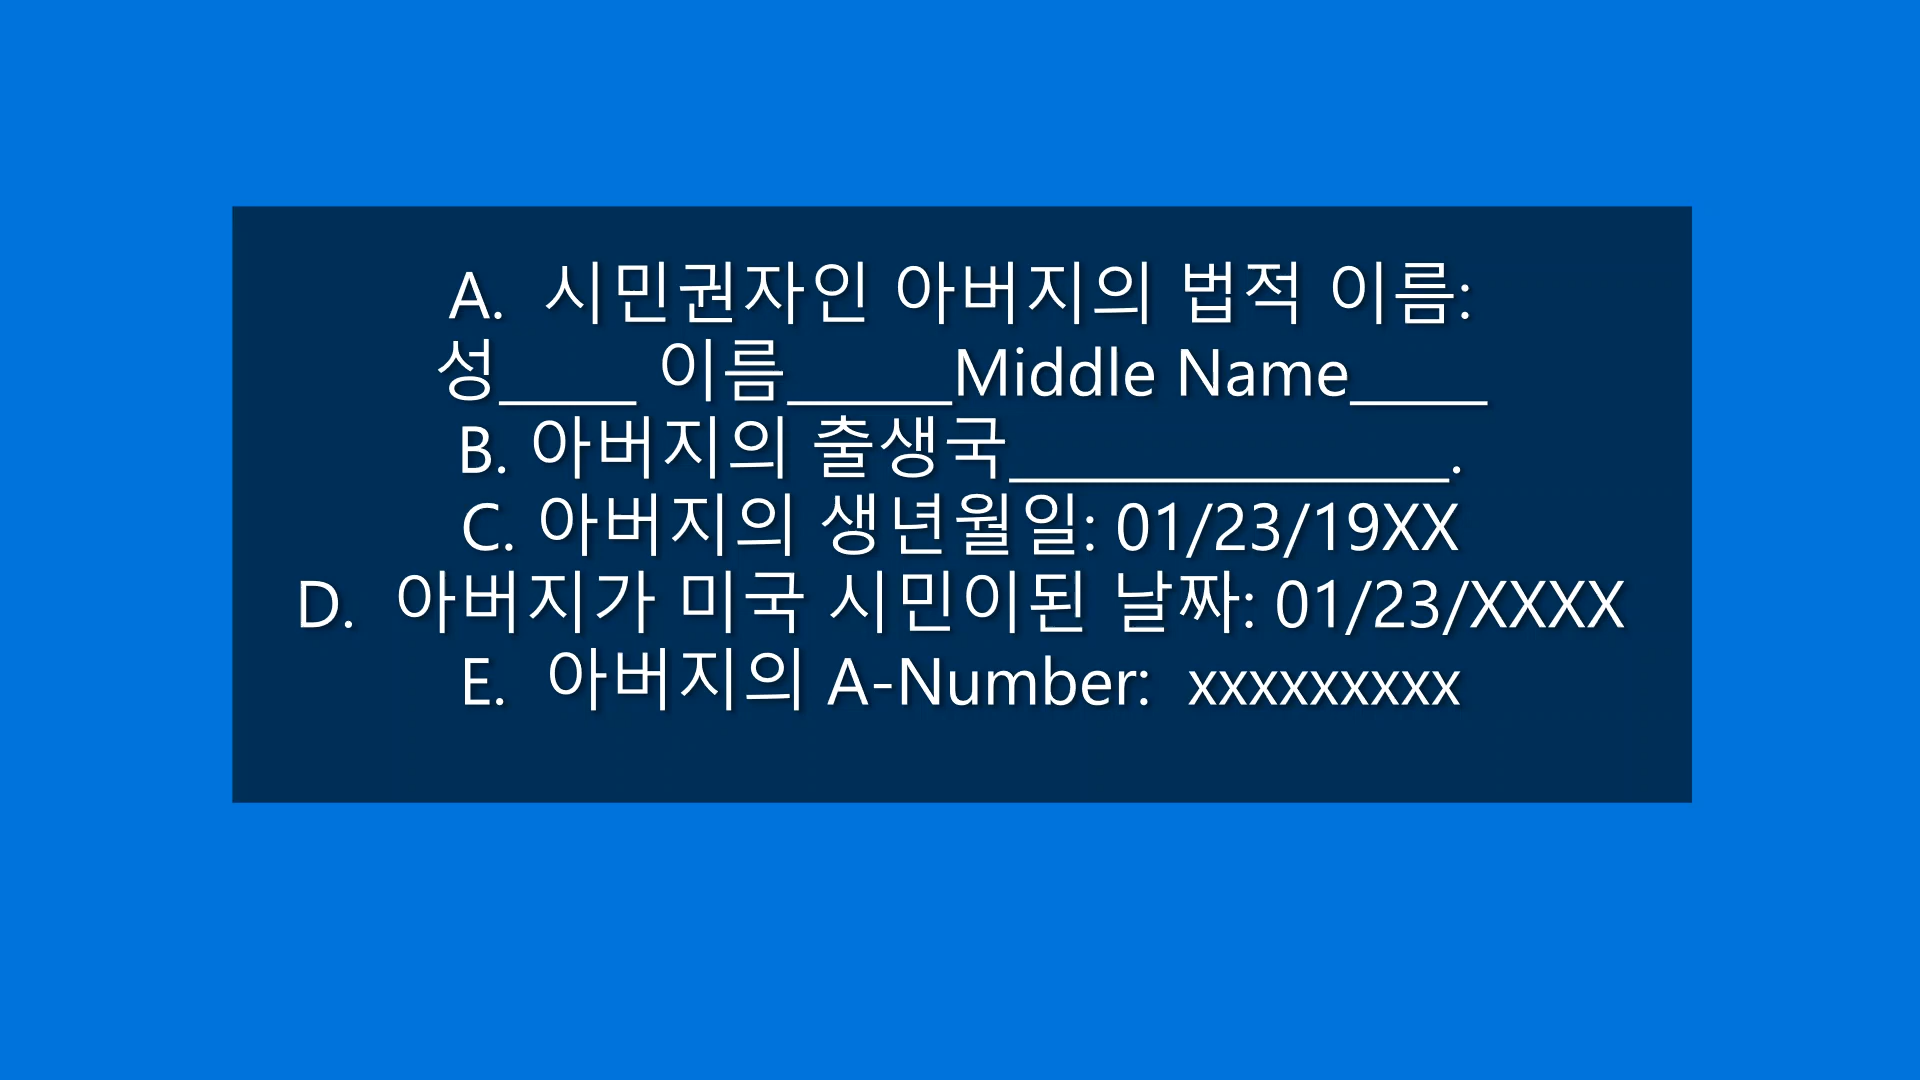 A. 시민권자인 아버지의 법적 이름:
성_____ 이름______Middle Name_____
B. 아버지의 출생국________________.
C. 아버지의 생년월일: 01/23/19XX
D. 아버지가 미국 시민이된 날짜: 01/23/XXXX
E. 아버지의 A-Number: xxxxxxxxx